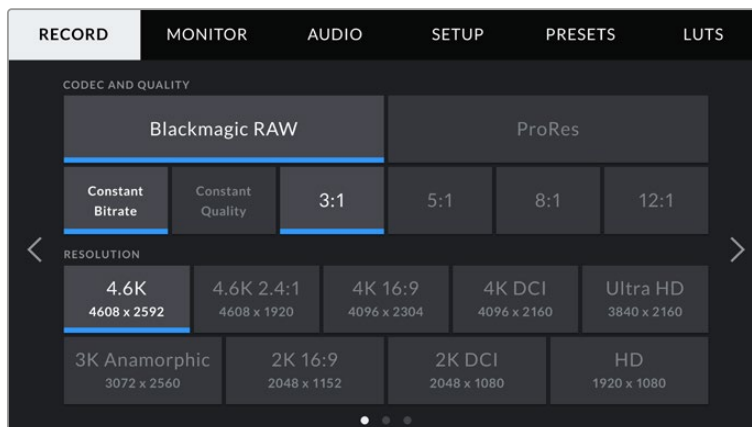 RECORD MONITOR AUDIO SETUP PRESETS LUTS
CODEC AND QUALITY
Blackmagic RAW ProRes
Constant Bitrate Constant Quality 3:1 5:1 8:1 12:1
RESOLUTION
4.6K 4.6K 2.4:1 4K 16:9 4K DCI Ultra HD
4608 x 2592 4608 x 1920 4096 x 2304 4096 x 2160 3840 x 2160
3K Anamorphic 2K 16:9 2K DCI HD
3072 x 2560 2048 x 1152 2048 x 1080 1920 x 1080